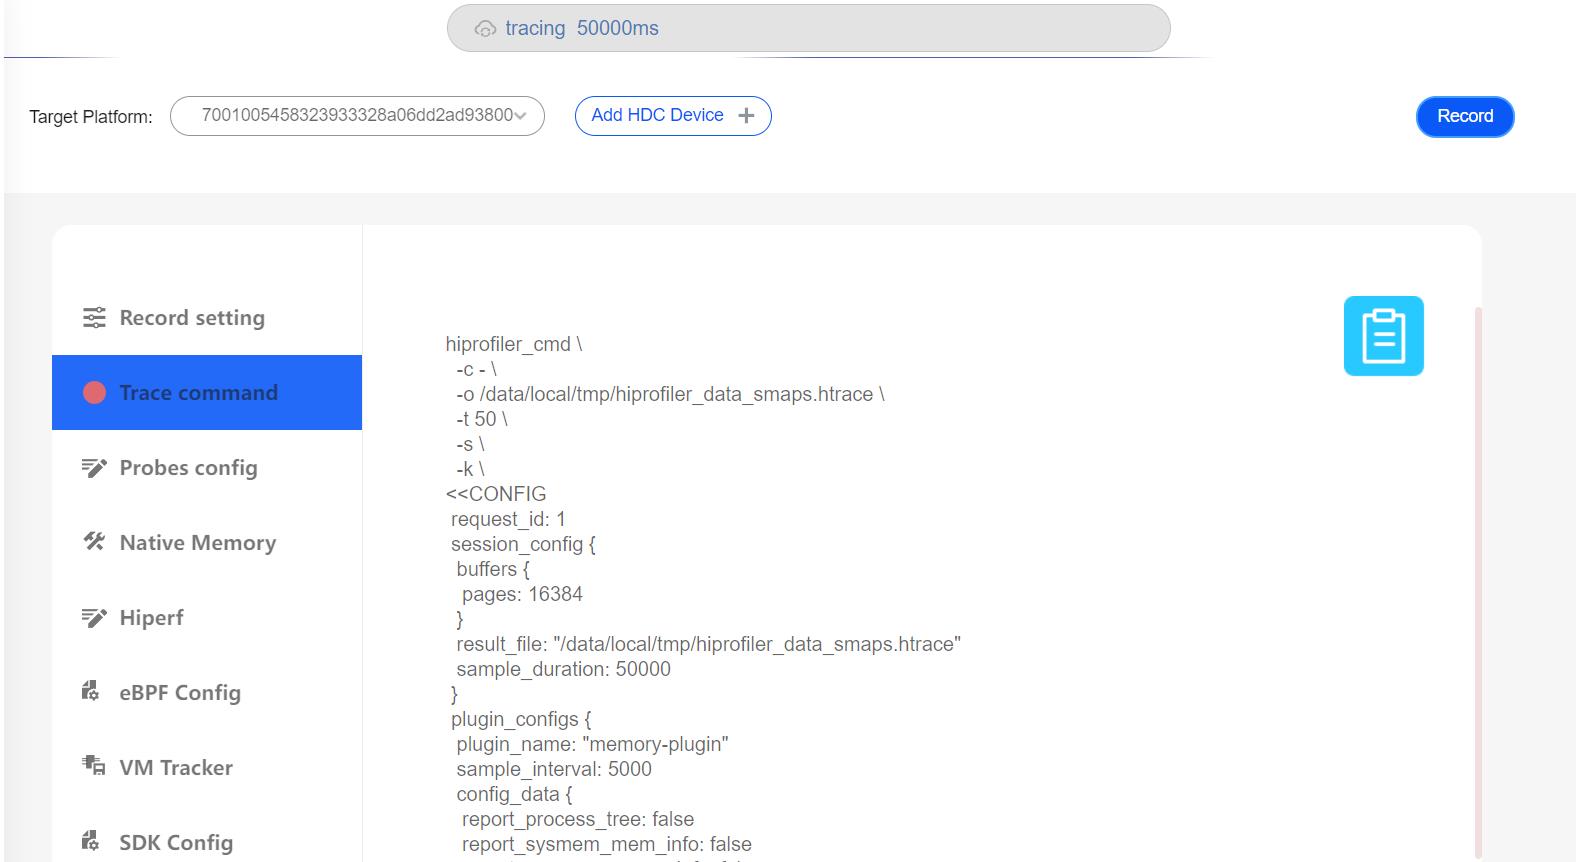 tracing 50000ms
Target Platform: 7001005458323933328a06dd2ad93800 Add HDC Device + Record
Record setting
Trace command
Probes config
Native Memory
Hiperf
eBPF Config
VM Tracker
SDK Config
hiprofiler_cmd \
-c - \
-o /data/local/tmp/hiprofiler_data_smaps.htrace \
-t 50 \
-s \
-k \
<<CONFIG
request_id: 1
session_config {
buffers {
pages: 16384
}
result_file: "/data/local/tmp/hiprofiler_data_smaps.htrace"
sample_duration: 50000
}
plugin_configs {
plugin_name: "memory-plugin"
sample_interval: 5000
config_data {
report_process_tree: false
report_sysmem_mem_info: false